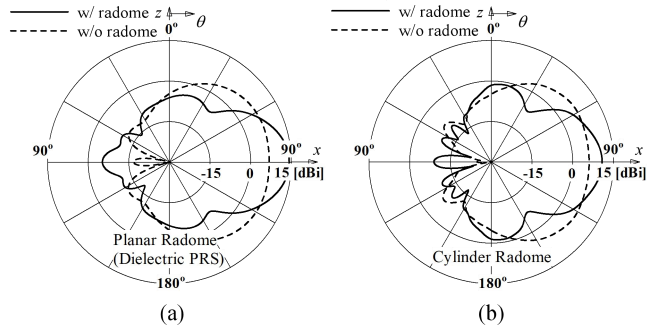 w/ radome z θ
w/o radome 0°
90° 90° x
-15 0 15 [dBi]
Planar Radome
(Dielectric PRS)
180°
(a)
w/ radome z θ
w/o radome 0°
90° 90° x
-15 0 15 [dBi]
Cylinder Radome
180°
(b)